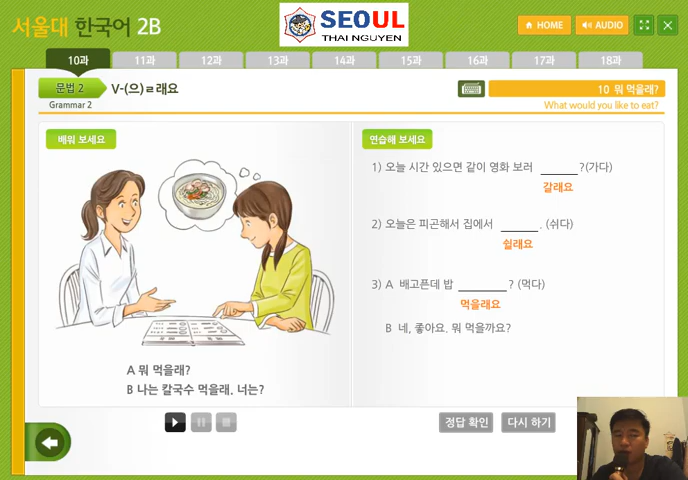 서울대 한국어 2B
SEOUL
THAI NGUYEN
HOME
AUDIO
10과
11과
12과
13과
14과
15과
16과
17과
18과
문법 2
Grammar 2
V-(으)ㄹ래요
10 뭐 먹을래?
What would you like to eat?
배워 보세요
A 뭐 먹을래?
B 나는 칼국수 먹을래. 너는?
연습해 보세요
1) 오늘 시간 있으면 같이 영화 보러 ______?(가다)
갈래요
2) 오늘은 피곤해서 집에서 ______. (쉬다)
쉴래요
3) A 배고픈데 밥 ________? (먹다)
먹을래요
B 네, 좋아요. 뭐 먹을까요?
정답 확인
다시 하기